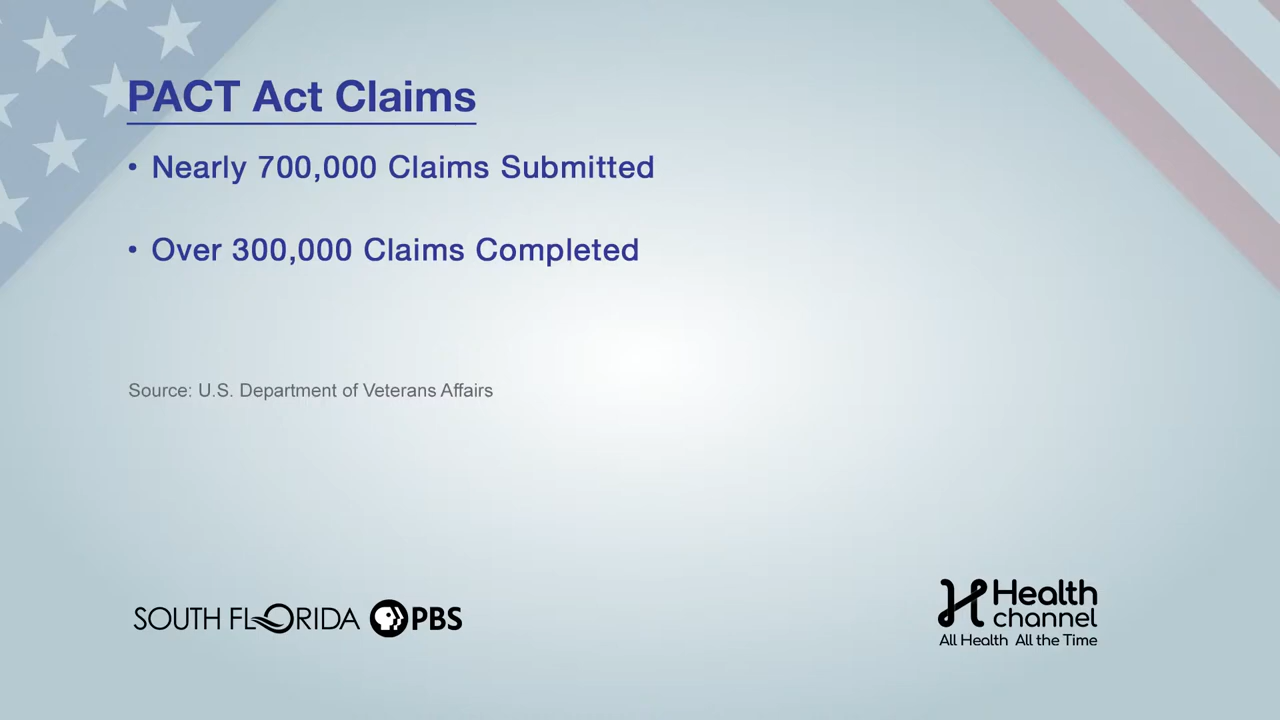 PACT Act Claims
• Nearly 700,000 Claims Submitted
• Over 300,000 Claims Completed
Source: U.S. Department of Veterans Affairs
SOUTH FLORIDA PBS
Health
channel
All Health All the Time